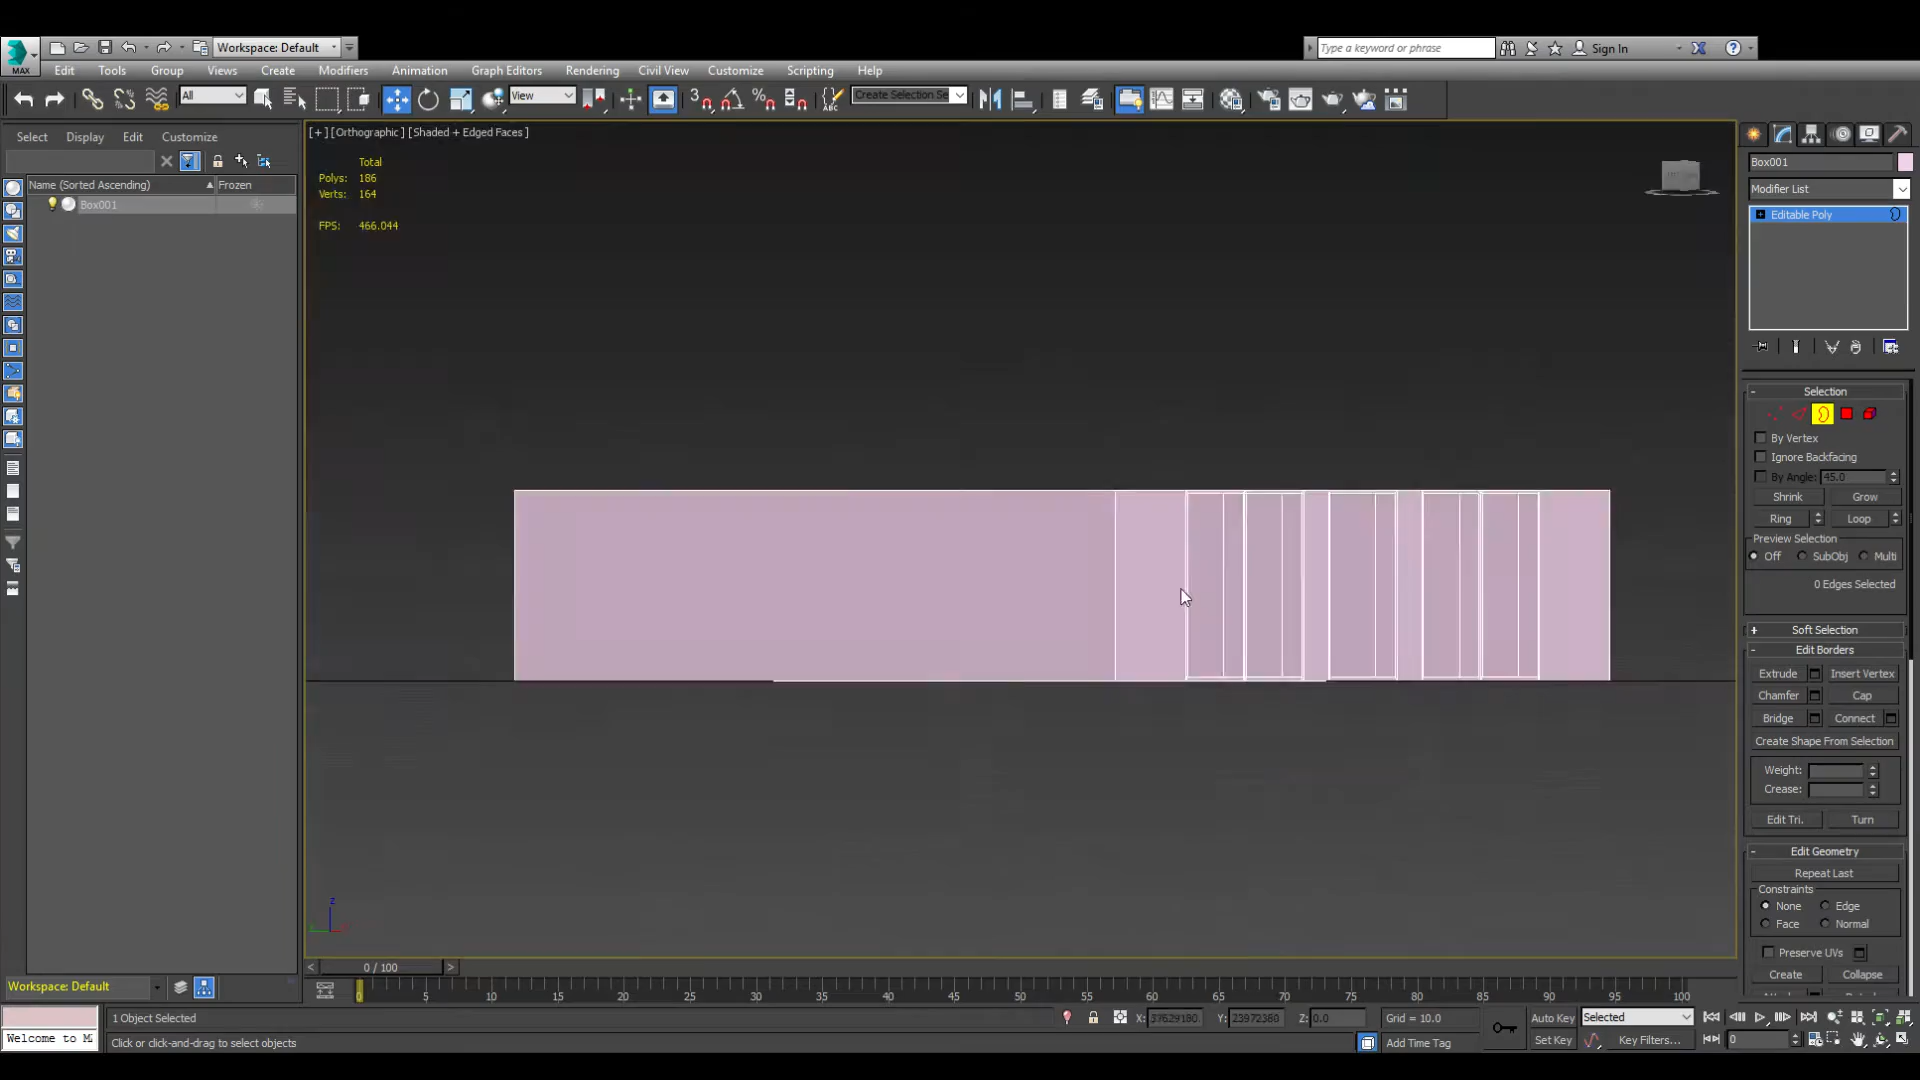 Workspace: Default
Type a keyword or phrase
Sign In
MAX
Edit Tools Group Views Create Modifiers Animation Graph Editors Rendering Civil View Customize Scripting Help
All
View
Create Selection Se
Select Display Edit Customize
Name (Sorted Ascending) Frozen
Box001
[+] [Orthographic] [Shaded + Edged Faces]
Total
Polys: 186
Verts: 164
FPS: 466.044
Box001
Modifier List
Editable Poly
Selection
By Vertex
Ignore Backfacing
By Angle: 45.0
Shrink Grow
Ring Loop
Preview Selection
Off SubObj Multi
0 Edges Selected
Soft Selection
Edit Borders
Extrude Insert Vertex
Chamfer Cap
Bridge Connect
Create Shape From Selection
Weight:
Crease:
Edit Tri. Turn
Edit Geometry
Repeat Last
Constraints
None Edge
Face Normal
Preserve UVs
Create Collapse
z
0 / 100
Workspace: Default
0 5 10 15 20 25 30 35 40 45 50 55 60 65 70 75 80 85 90 95 100
1 Object Selected
X: Y: Z: 0.0
Grid = 10.0
Auto Key Selected
Welcome to
Click or click-and-drag to select objects
Add Time Tag
Set Key Key Filters...
0